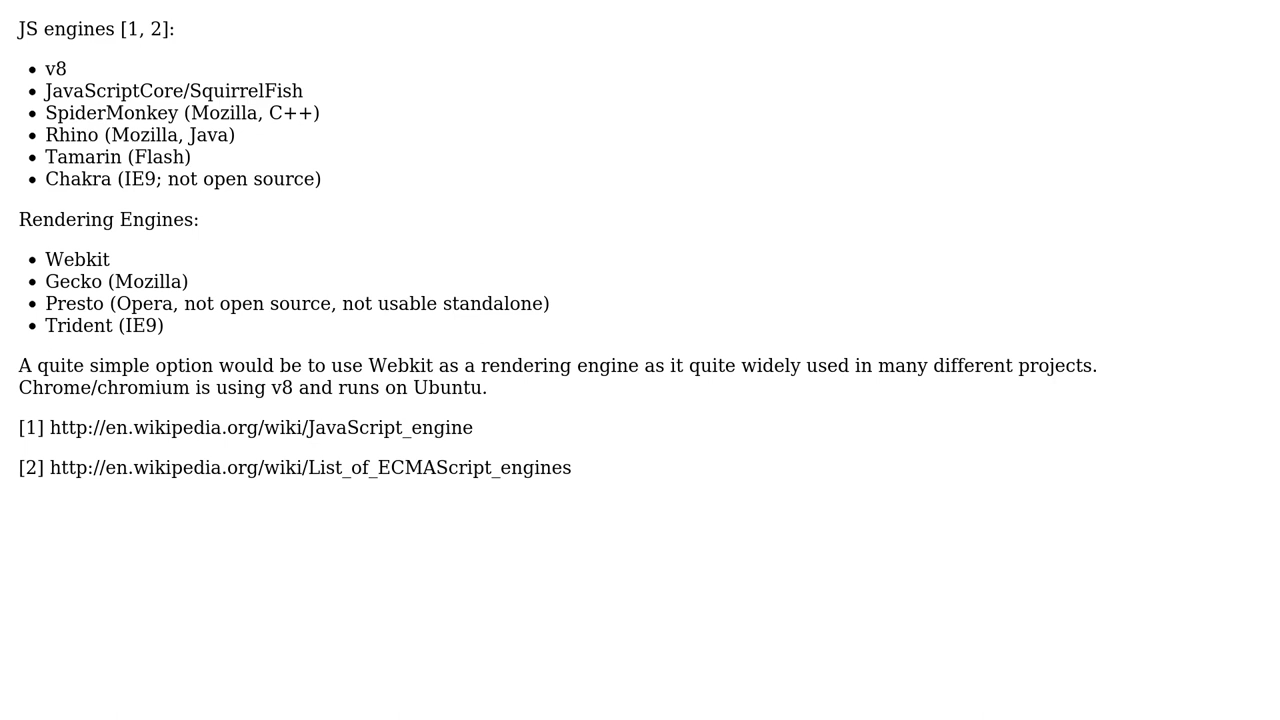 JS engines [1, 2]:
• v8
• JavaScriptCore/SquirrelFish
• SpiderMonkey (Mozilla, C++)
• Rhino (Mozilla, Java)
• Tamarin (Flash)
• Chakra (IE9; not open source)
Rendering Engines:
• Webkit
• Gecko (Mozilla)
• Presto (Opera, not open source, not usable standalone)
• Trident (IE9)
A quite simple option would be to use Webkit as a rendering engine as it quite widely used in many different projects.
Chrome/chromium is using v8 and runs on Ubuntu.
[1] http://en.wikipedia.org/wiki/JavaScript_engine
[2] http://en.wikipedia.org/wiki/List_of_ECMAScript_engines